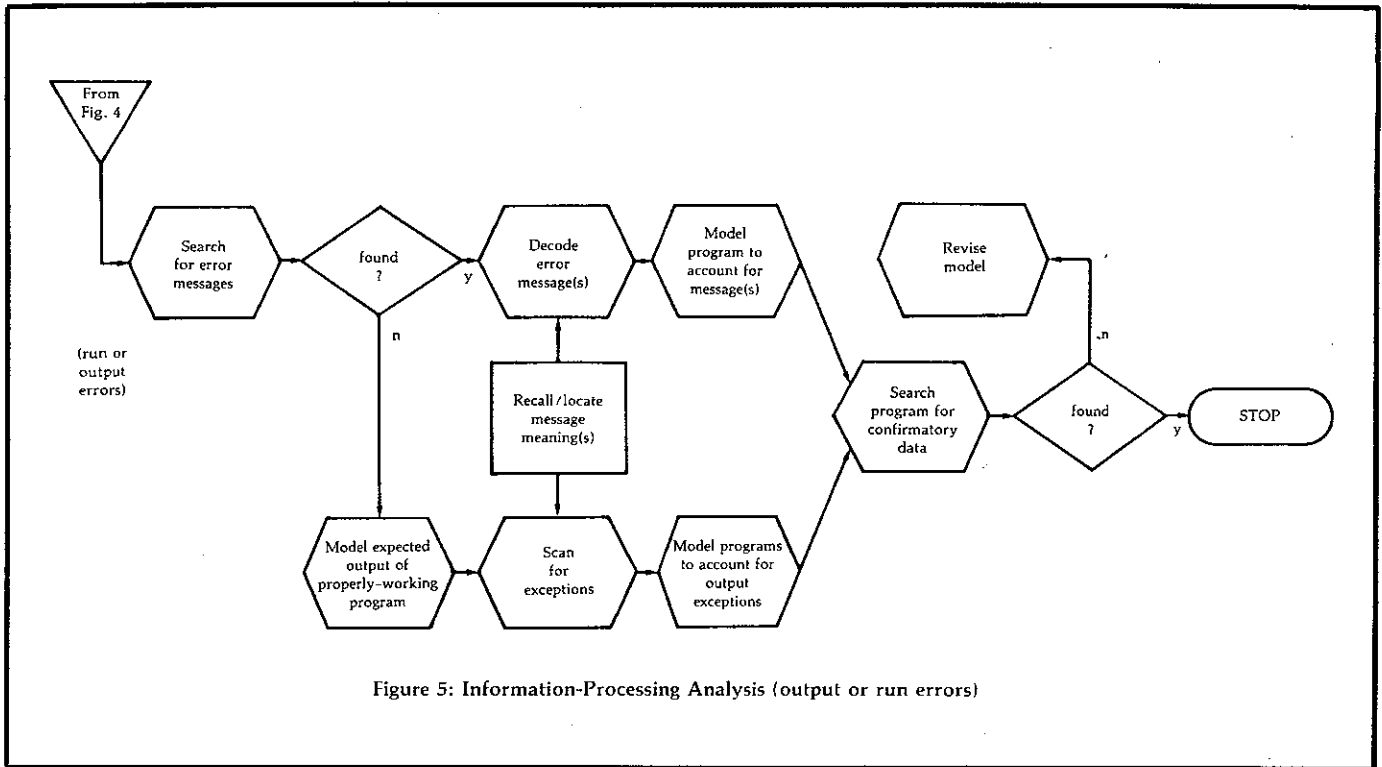 From
Fig. 4
Search
for error
messages
(run or
output
errors)
found
?
y
n
Decode
error
message(s)
Model
program to
account for
message(s)
Recall/locate
message
meaning(s)
Model expected
output of
properly-working
program
Scan
for
exceptions
Model programs
to account for
output
exceptions
Search
program for
confirmatory
data
found
?
n
y
Revise
model
STOP
Figure 5: Information-Processing Analysis (output or run errors)